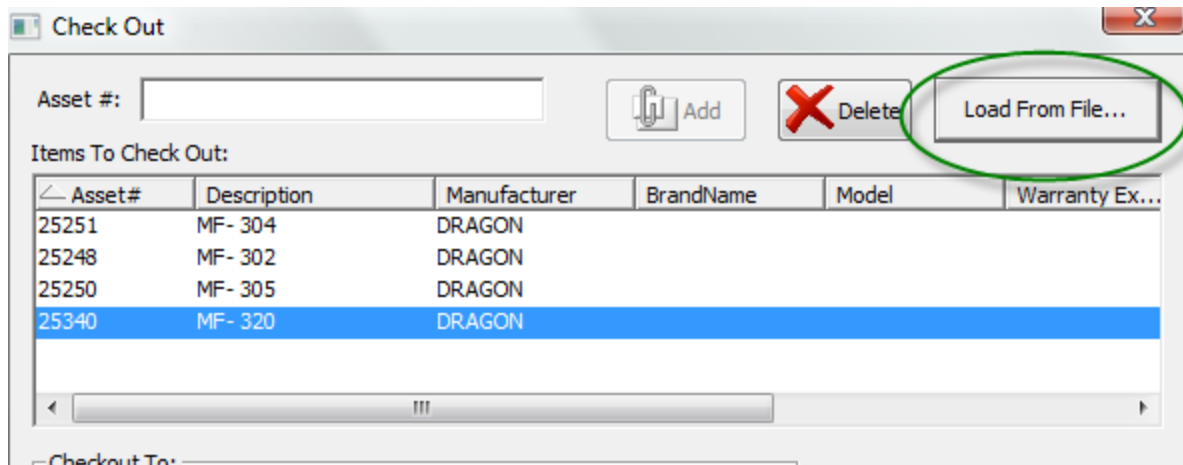 Check Out
Asset #: Add Delete Load From File...
Items To Check Out:
Asset# Description Manufacturer BrandName Model Warranty Ex...
25251 MF- 304 DRAGON
25248 MF- 302 DRAGON
25250 MF- 305 DRAGON
25340 MF- 320 DRAGON
Checkout To: